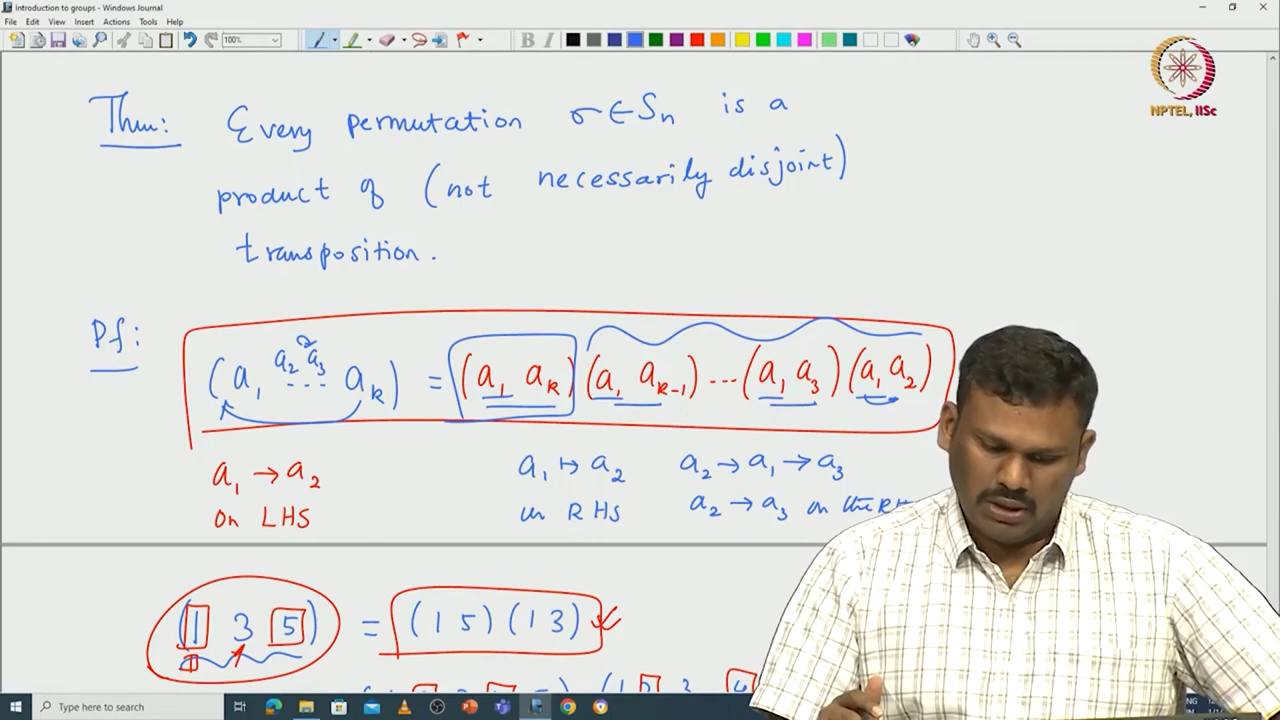 Introduction to groups - Windows Journal
File Edit View Insert Actions Tools Help
100%
B I
NPTEL, IISc
Thm: Every permutation σ∈Sn is a
product of (not necessarily disjoint)
transposition.
Pf: (a1 a2 a3 ... ak) = (a1 ak)(a1 ak-1)...(a1 a3)(a1 a2)
a1 → a2 a1 ↦ a2 a2 → a1 → a3
on LHS on RHS a2 → a3 on the
(1 3 5) = (1 5)(1 3)
Type here to search